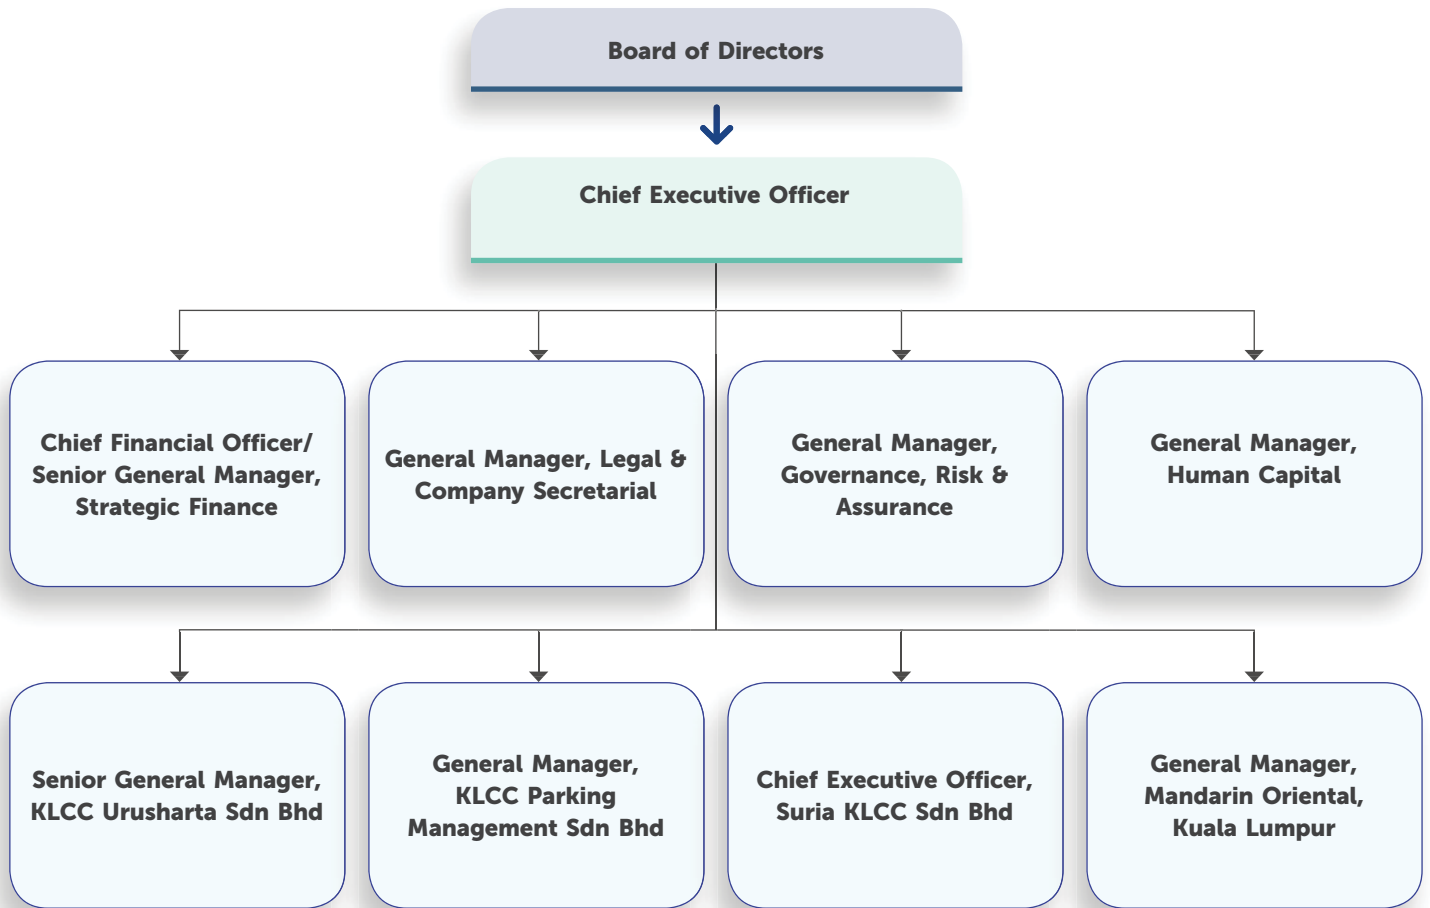 Board of Directors
Chief Executive Officer
Chief Financial Officer/
Senior General Manager,
Strategic Finance
General Manager, Legal &
Company Secretarial
General Manager,
Governance, Risk &
Assurance
General Manager,
Human Capital
Senior General Manager,
KLCC Urusharta Sdn Bhd
General Manager,
KLCC Parking
Management Sdn Bhd
Chief Executive Officer,
Suria KLCC Sdn Bhd
General Manager,
Mandarin Oriental,
Kuala Lumpur